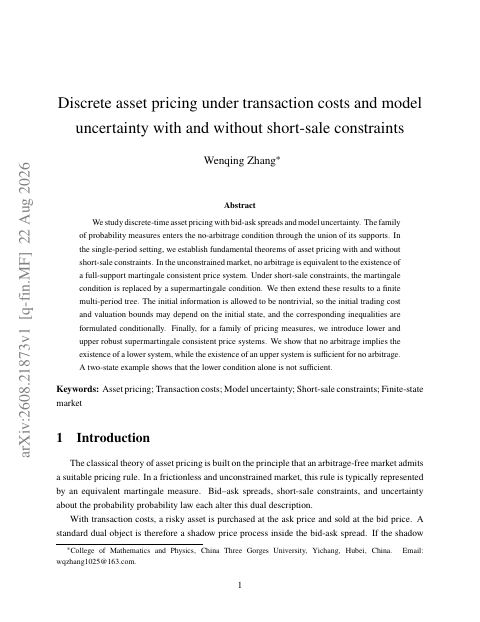 Discrete asset pricing under transaction costs and model
uncertainty with and without short-sale constraints
Wenqing Zhang*
Abstract
We study discrete-time asset pricing with bid-ask spreads and model uncertainty. The family
of probability measures enters the no-arbitrage condition through the union of its supports. In
the single-period setting, we establish fundamental theorems of asset pricing with and without
short-sale constraints. In the unconstrained market, no arbitrage is equivalent to the existence of
a full-support martingale consistent price system. Under short-sale constraints, the martingale
condition is replaced by a supermartingale condition. We then extend these results to a finite
multi-period tree. The initial information is allowed to be nontrivial, so the initial trading cost
and valuation bounds may depend on the initial state, and the corresponding inequalities are
formulated conditionally. Finally, for a family of pricing measures, we introduce lower and
upper robust supermartingale consistent price systems. We show that no arbitrage implies the
existence of a lower system, while the existence of an upper system is sufficient for no arbitrage.
A two-state example shows that the lower condition alone is not sufficient.
Keywords: Asset pricing; Transaction costs; Model uncertainty; Short-sale constraints; Finite-state
market
1 Introduction
The classical theory of asset pricing is built on the principle that an arbitrage-free market admits
a suitable pricing rule. In a frictionless and unconstrained market, this rule is typically represented
by an equivalent martingale measure. Bid–ask spreads, short-sale constraints, and uncertainty
about the probability probability law each alter this dual description.
With transaction costs, a risky asset is purchased at the ask price and sold at the bid price. A
standard dual object is therefore a shadow price process inside the bid-ask spread. If the shadow
*College of Mathematics and Physics, China Three Gorges University, Yichang, Hubei, China. Email:
wqzhang1025@163.com.
1
arXiv:2608.21873v1 [q-fin.MF] 22 Aug 2026